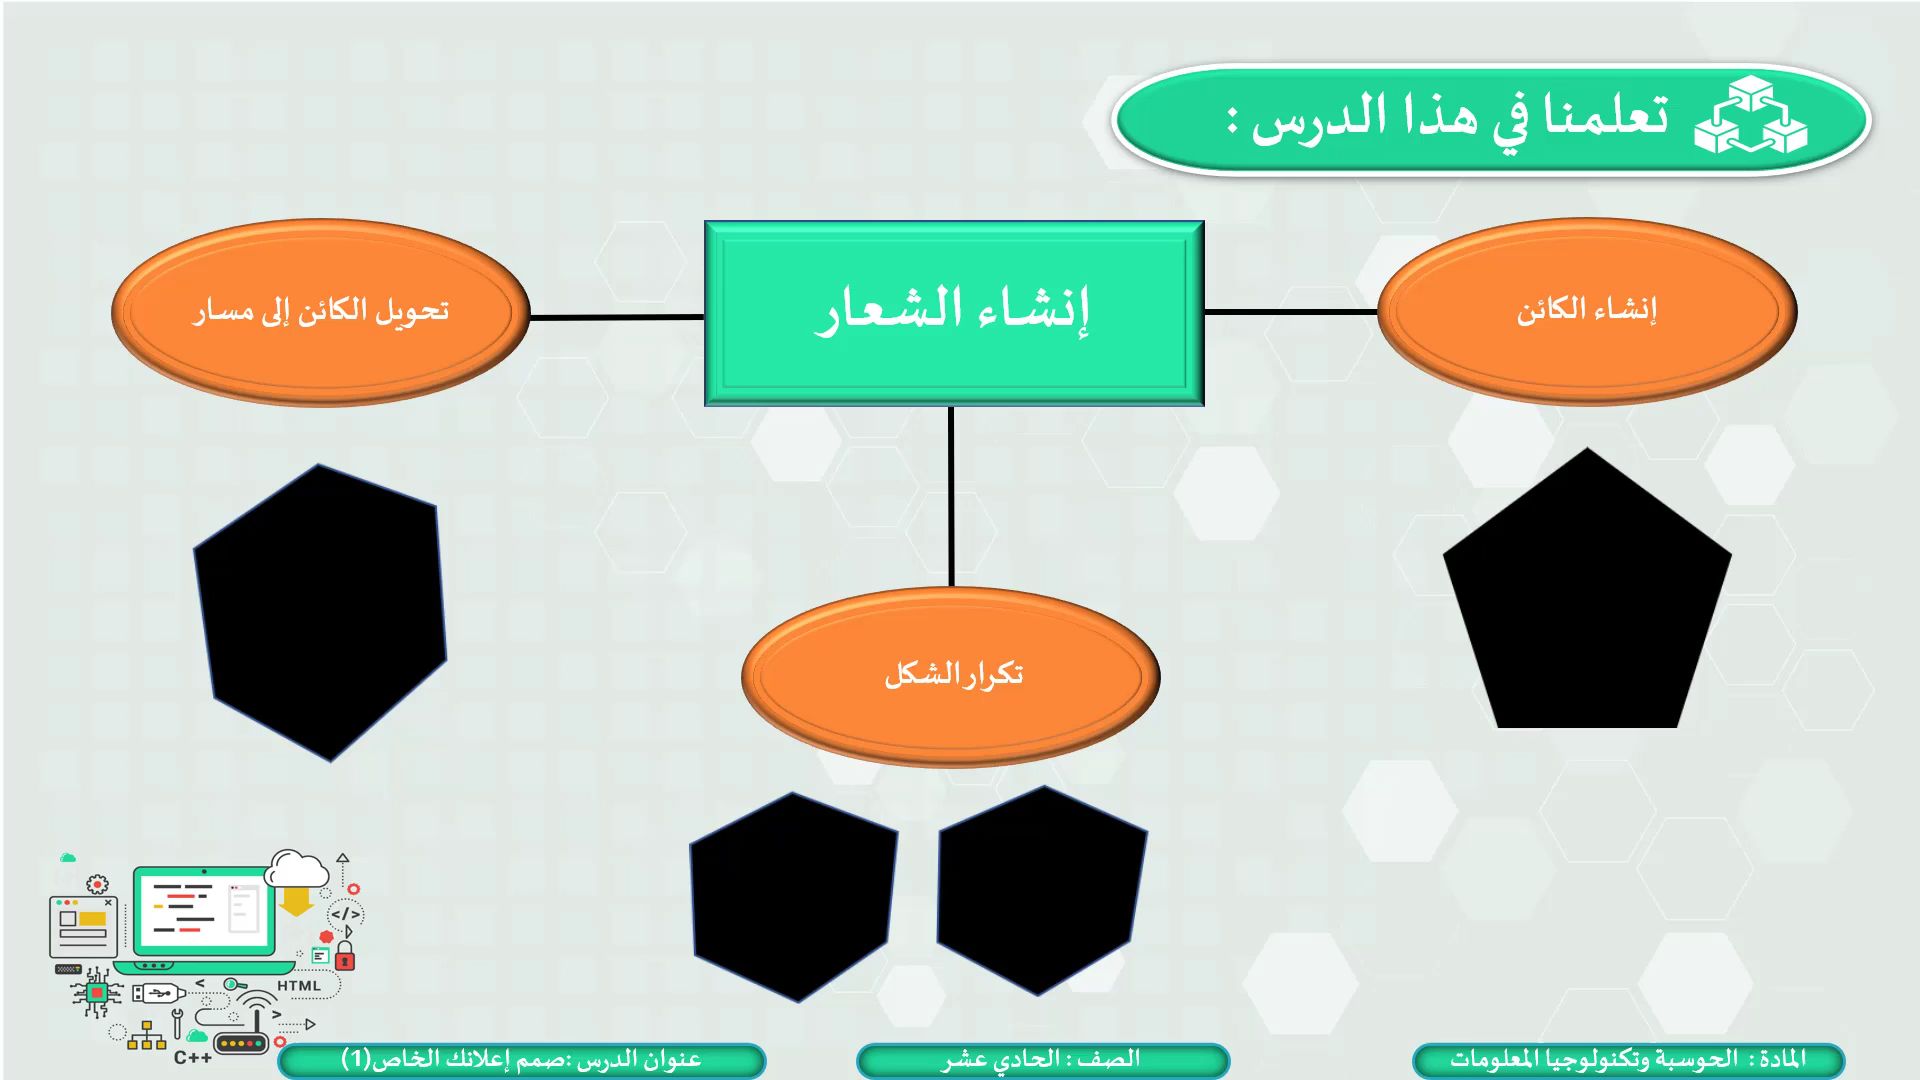 تعلمنا في هذا الدرس :
إنشاء الشعار
إنشاء الكائن
تحويل الكائن إلى مسار
تكرار الشكل
</>
HTML
C++
المادة : الحوسبة وتكنولوجيا المعلومات
الصف : الحادي عشر
عنوان الدرس :صمم إعلانك الخاص(1)